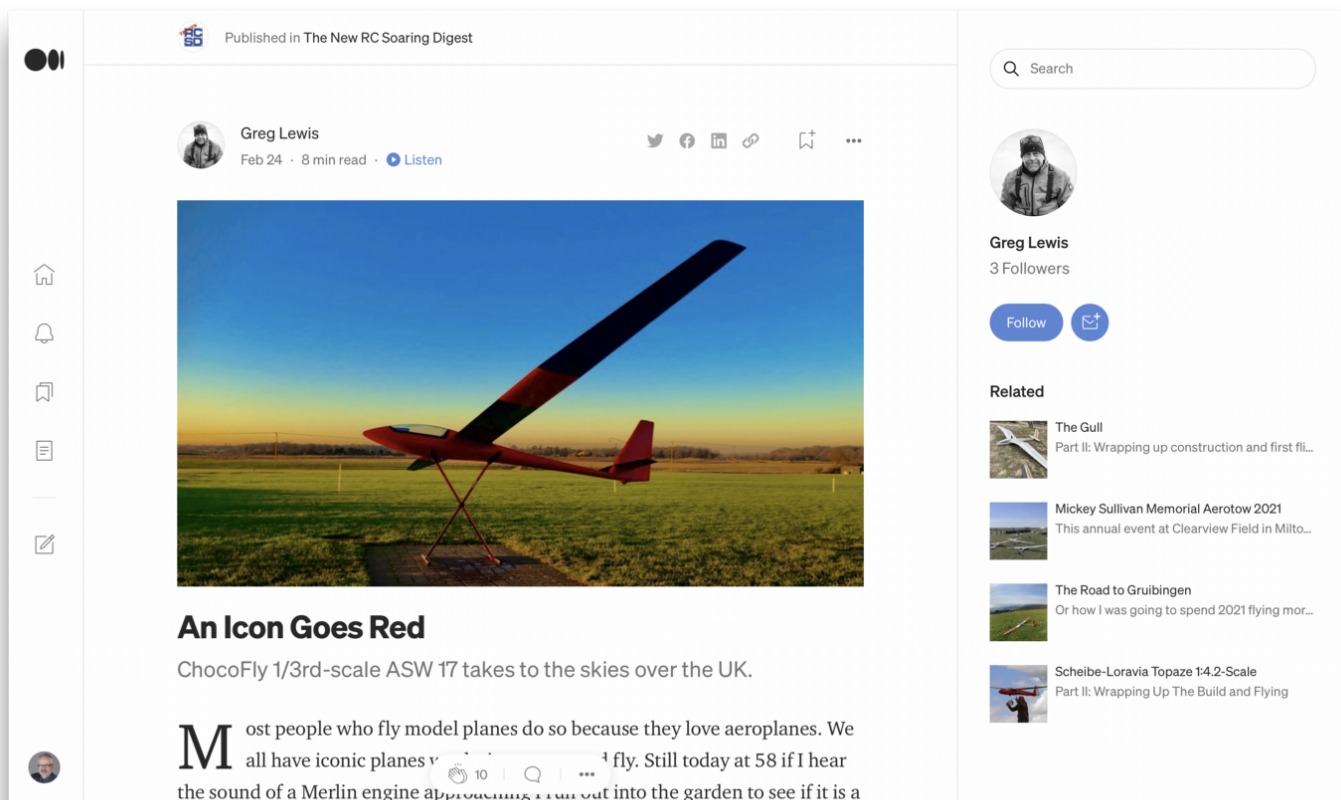 RC
SD
Published in The New RC Soaring Digest
Search
Greg Lewis
Feb 24 · 8 min read · Listen
Greg Lewis
3 Followers
Follow
Related
The Gull
Part II: Wrapping up construction and first fli...
Mickey Sullivan Memorial Aerotow 2021
This annual event at Clearview Field in Milto...
The Road to Gruibingen
Or how I was going to spend 2021 flying mor...
Scheibe-Loravia Topaze 1:4.2-Scale
Part II: Wrapping Up The Build and Flying
An Icon Goes Red
ChocoFly 1/3rd-scale ASW 17 takes to the skies over the UK.
Most people who fly model planes do so because they love aeroplanes. We
all have iconic planes fly. Still today at 58 if I hear
the sound of a Merlin engine approaching I run out into the garden to see if it is a
10